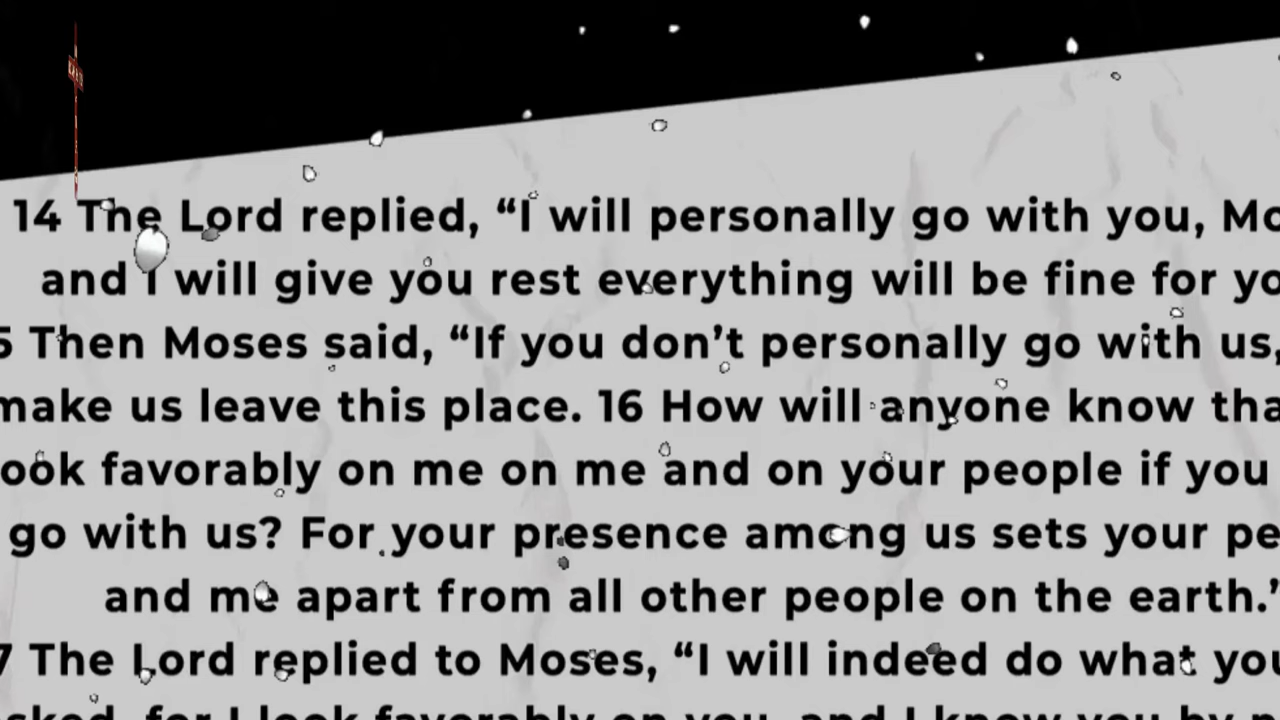 14 The Lord replied, “I will personally go with you, Mo
and I will give you rest everything will be fine for yo
5 Then Moses said, “If you don’t personally go with us,
make us leave this place. 16 How will anyone know tha
ook favorably on me on me and on your people if you
go with us? For your presence among us sets your pe
and me apart from all other people on the earth.”
7 The Lord replied to Moses, “I will indeed do what you
sked, for I look favorably on you, and I know you by n